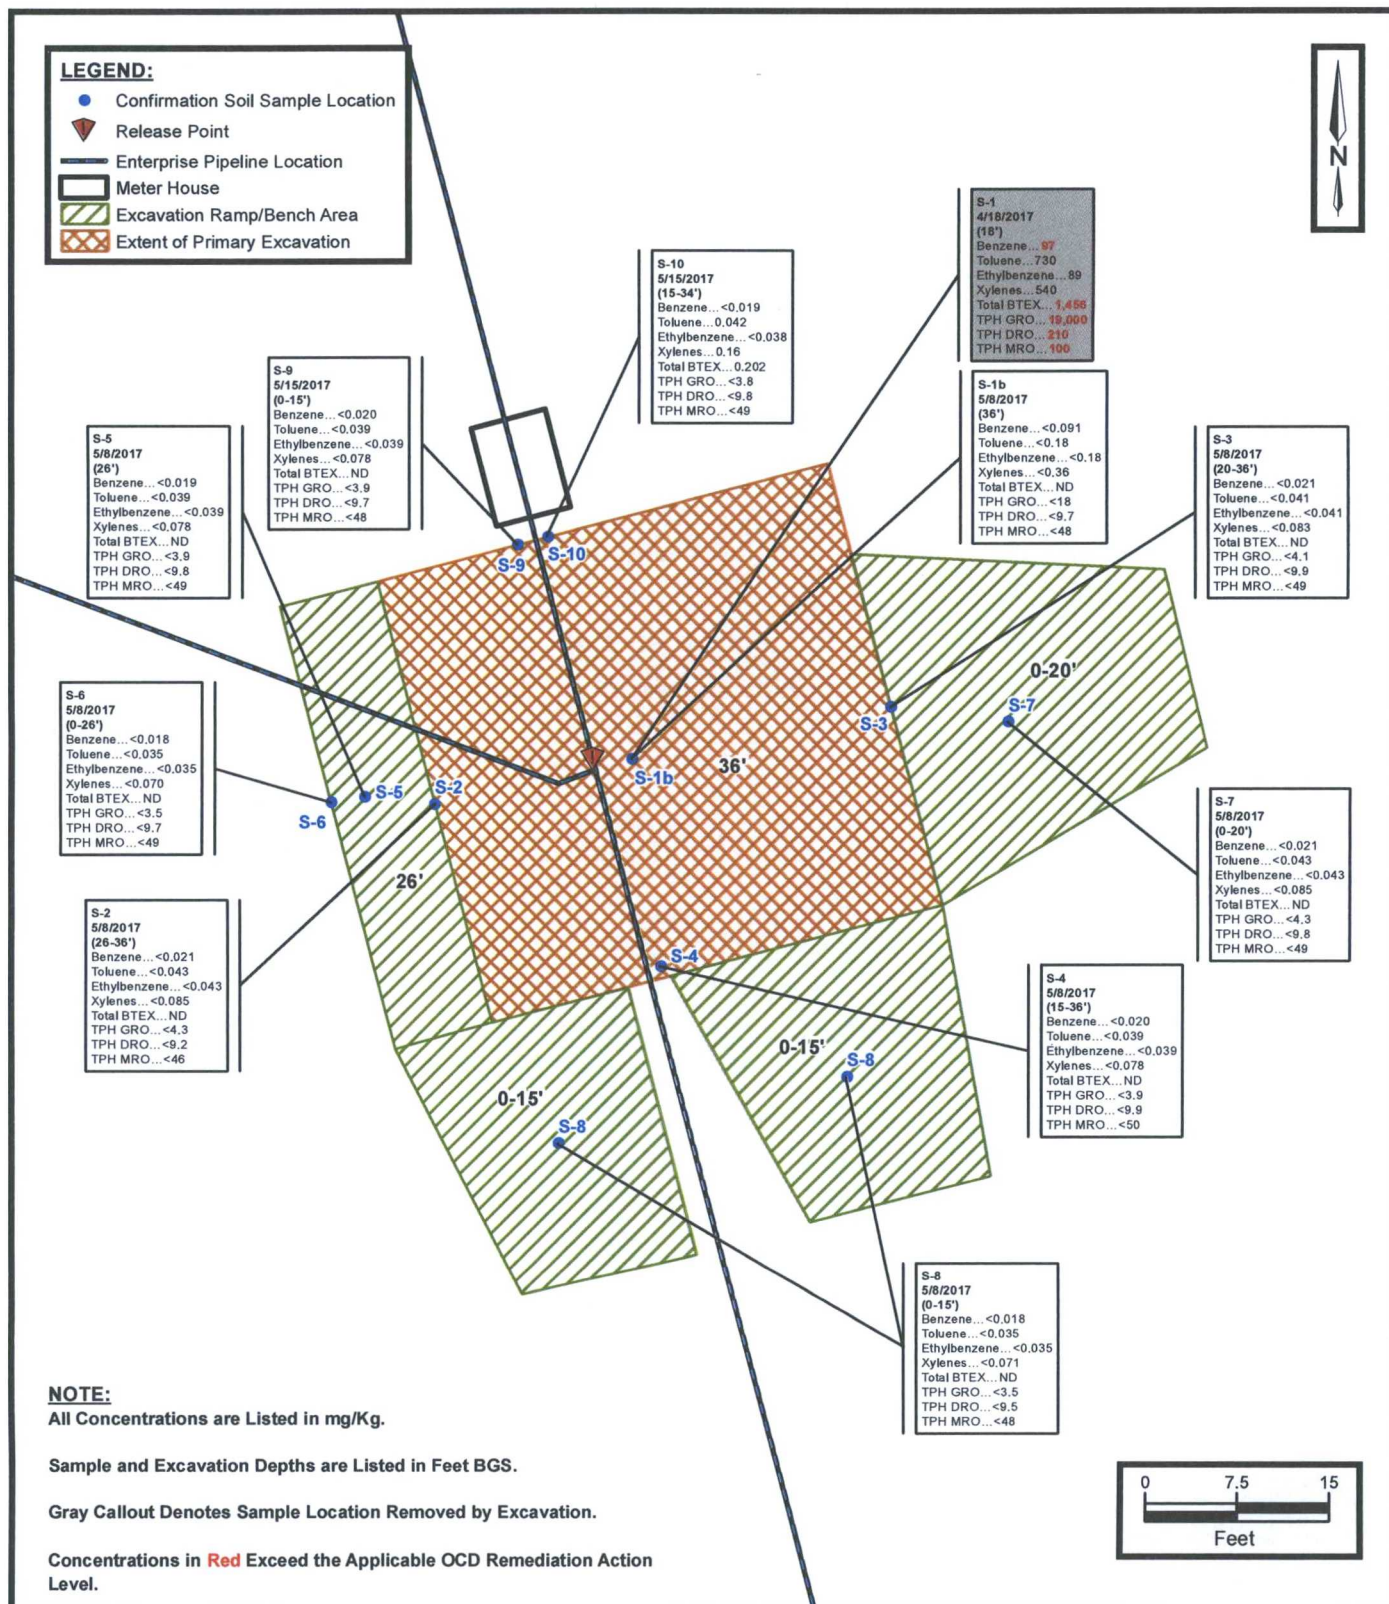 LEGEND:
Confirmation Soil Sample Location
Release Point
Enterprise Pipeline Location
Meter House
Excavation Ramp/Bench Area
Extent of Primary Excavation
N
S-1
4/18/2017
(18')
Benzene...97
Toluene...730
Ethylbenzene...89
Xylenes...540
Total BTEX...1,456
TPH GRO...19,000
TPH DRO...210
TPH MRO...100
S-10
5/15/2017
(15-34')
Benzene...<0.019
Toluene...0.042
Ethylbenzene...<0.038
Xylenes...0.16
Total BTEX...0.202
TPH GRO...<3.8
TPH DRO...<9.8
TPH MRO...<49
S-9
5/15/2017
(0-15')
Benzene...<0.020
Toluene...<0.039
Ethylbenzene...<0.039
Xylenes...<0.078
Total BTEX...ND
TPH GRO...<3.9
TPH DRO...<9.7
TPH MRO...<48
S-1b
5/8/2017
(36')
Benzene...<0.091
Toluene...<0.18
Ethylbenzene...<0.18
Xylenes...<0.36
Total BTEX...ND
TPH GRO...<18
TPH DRO...<9.7
TPH MRO...<48
S-5
5/8/2017
(26')
Benzene...<0.019
Toluene...<0.039
Ethylbenzene...<0.039
Xylenes...<0.078
Total BTEX...ND
TPH GRO...<3.9
TPH DRO...<9.8
TPH MRO...<49
S-3
5/8/2017
(20-36')
Benzene...<0.021
Toluene...<0.041
Ethylbenzene...<0.041
Xylenes...<0.083
Total BTEX...ND
TPH GRO...<4.1
TPH DRO...<9.9
TPH MRO...<49
S-9
S-10
0-20'
S-7
S-3
36'
S-1b
S-6
5/8/2017
(0-26')
Benzene...<0.018
Toluene...<0.035
Ethylbenzene...<0.035
Xylenes...<0.070
Total BTEX...ND
TPH GRO...<3.5
TPH DRO...<9.7
TPH MRO...<49
S-5
S-2
S-6
26'
S-7
5/8/2017
(0-20')
Benzene...<0.021
Toluene...<0.043
Ethylbenzene...<0.043
Xylenes...<0.085
Total BTEX...ND
TPH GRO...<4.3
TPH DRO...<9.8
TPH MRO...<49
S-2
5/8/2017
(26-36')
Benzene...<0.021
Toluene...<0.043
Ethylbenzene...<0.043
Xylenes...<0.085
Total BTEX...ND
TPH GRO...<4.3
TPH DRO...<9.2
TPH MRO...<46
S-4
S-4
5/8/2017
(15-36')
Benzene...<0.020
Toluene...<0.039
Ethylbenzene...<0.039
Xylenes...<0.078
Total BTEX...ND
TPH GRO...<3.9
TPH DRO...<9.9
TPH MRO...<50
0-15'
S-8
0-15'
S-8
S-8
5/8/2017
(0-15')
Benzene...<0.018
Toluene...<0.035
Ethylbenzene...<0.035
Xylenes...<0.071
Total BTEX...ND
TPH GRO...<3.5
TPH DRO...<9.5
TPH MRO...<48
NOTE:
All Concentrations are Listed in mg/Kg.
Sample and Excavation Depths are Listed in Feet BGS.
Gray Callout Denotes Sample Location Removed by Excavation.
Concentrations in Red Exceed the Applicable OCD Remediation Action
Level.
0 7.5 15
Feet